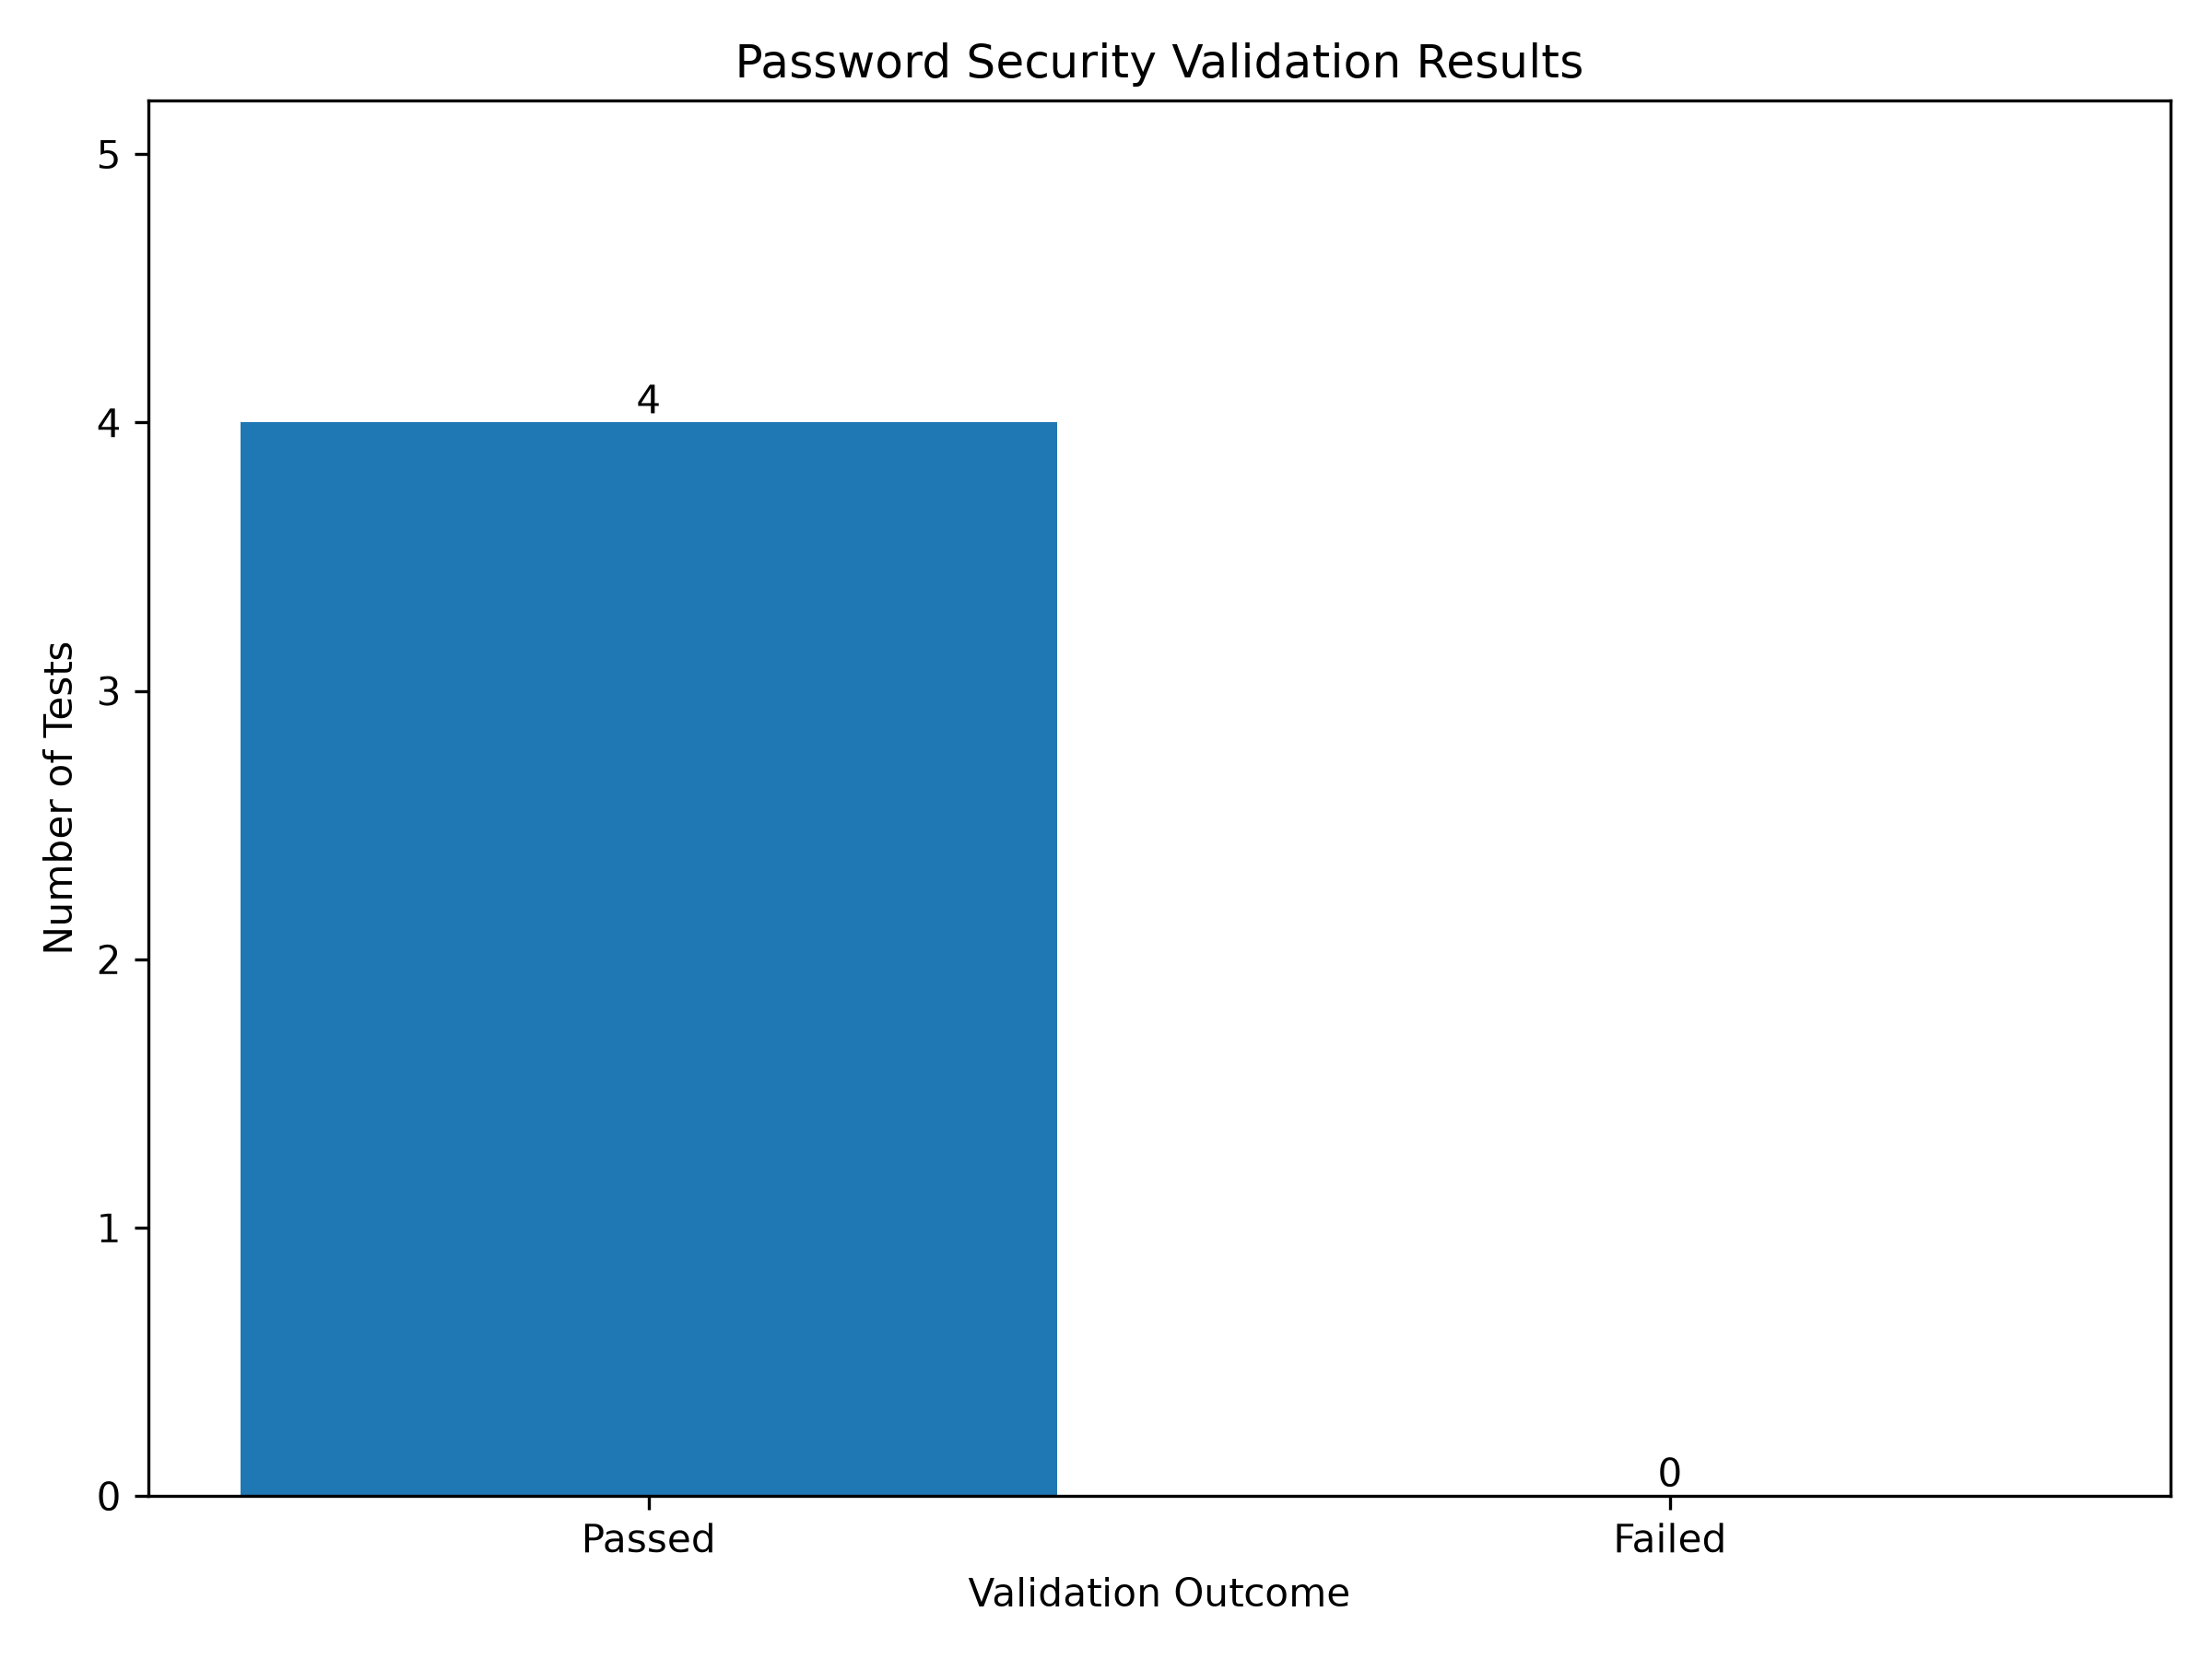 Password Security Validation Results
5
4
3
2
1
0
Number of Tests
4
0
Passed
Failed
Validation Outcome